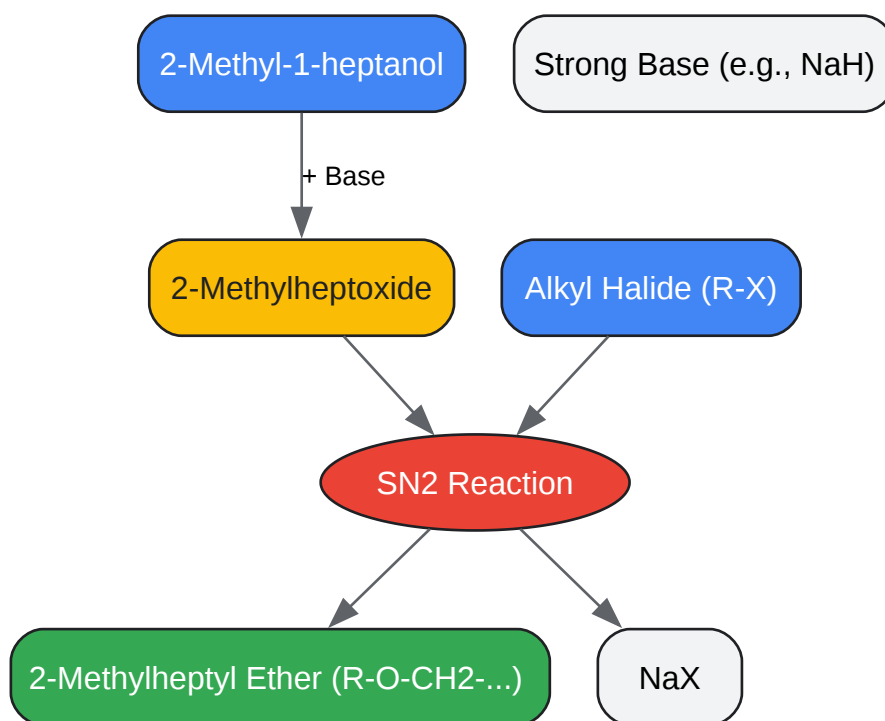 2-Methyl-1-heptanol
Strong Base (e.g., NaH)
+ Base
2-Methylheptoxide
Alkyl Halide (R-X)
SN2 Reaction
2-Methylheptyl Ether (R-O-CH2-...)
NaX